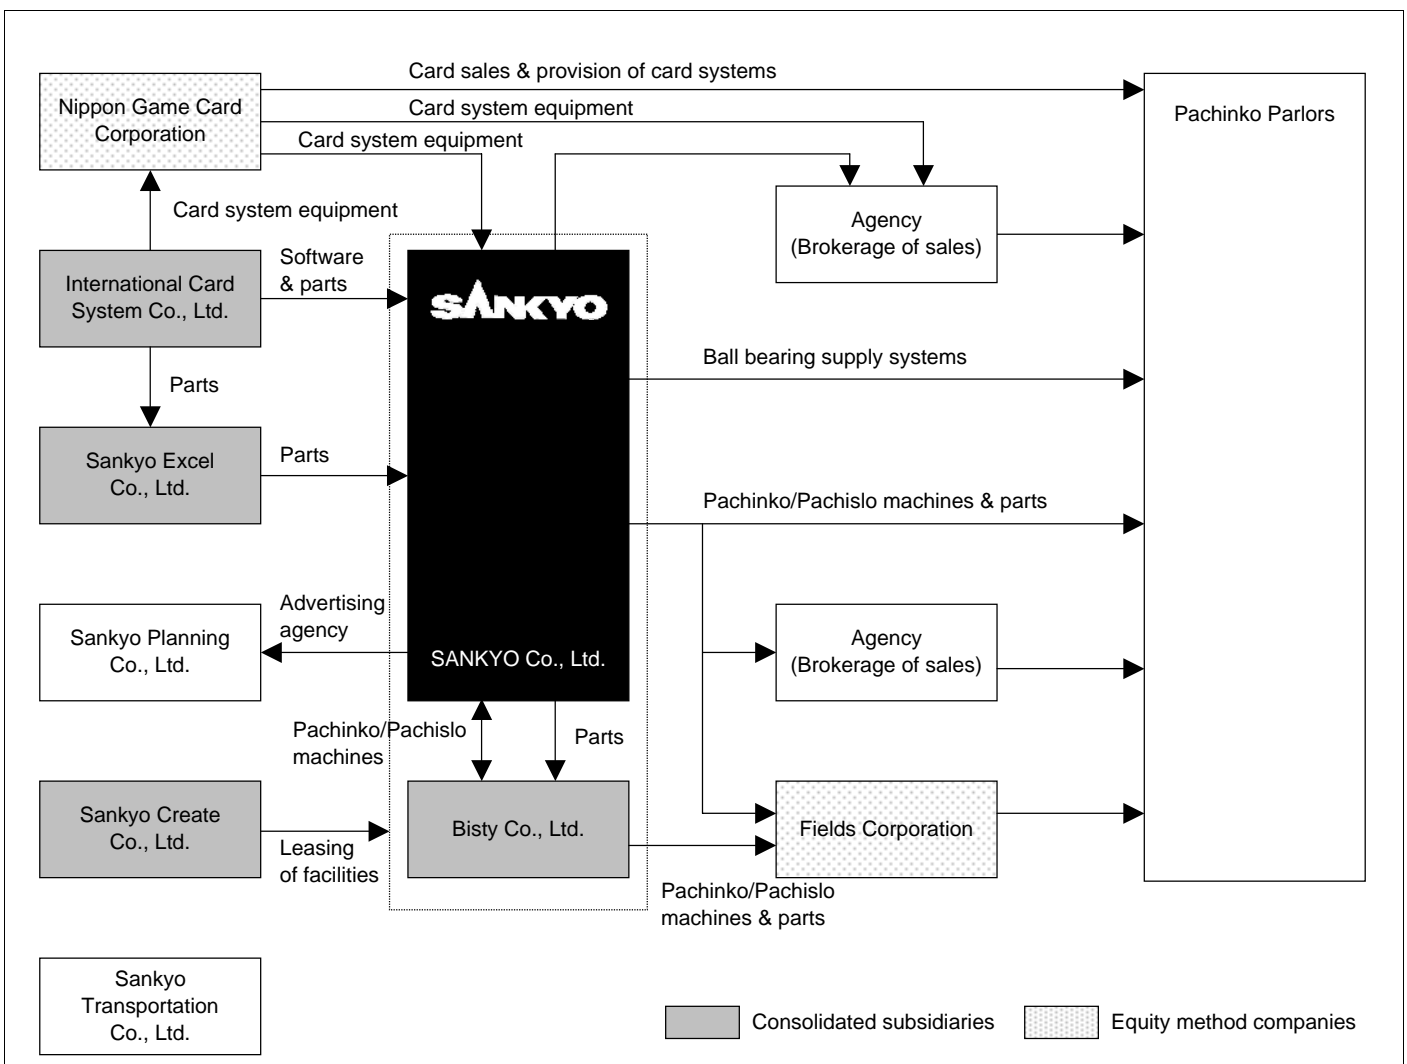 Card sales & provision of card systems
Nippon Game Card
Corporation
Card system equipment
Card system equipment
Pachinko Parlors
Card system equipment
Agency
(Brokerage of sales)
International Card
System Co., Ltd.
Software
& parts
SANKYO
Ball bearing supply systems
Parts
Sankyo Excel
Co., Ltd.
Parts
Pachinko/Pachislo machines & parts
Sankyo Planning
Co., Ltd.
Advertising
agency
SANKYO Co., Ltd.
Agency
(Brokerage of sales)
Pachinko/Pachislo
machines
Parts
Sankyo Create
Co., Ltd.
Leasing
of facilities
Bisty Co., Ltd.
Fields Corporation
Pachinko/Pachislo
machines & parts
Sankyo
Transportation
Co., Ltd.
Consolidated subsidiaries
Equity method companies